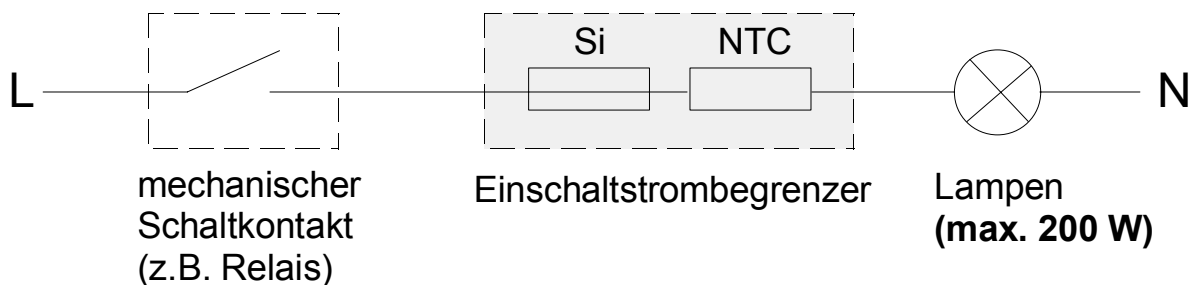 Si
NTC
L
N
mechanischer
Schaltkontakt
(z.B. Relais)
Einschaltstrombegrenzer
Lampen
(max. 200 W)